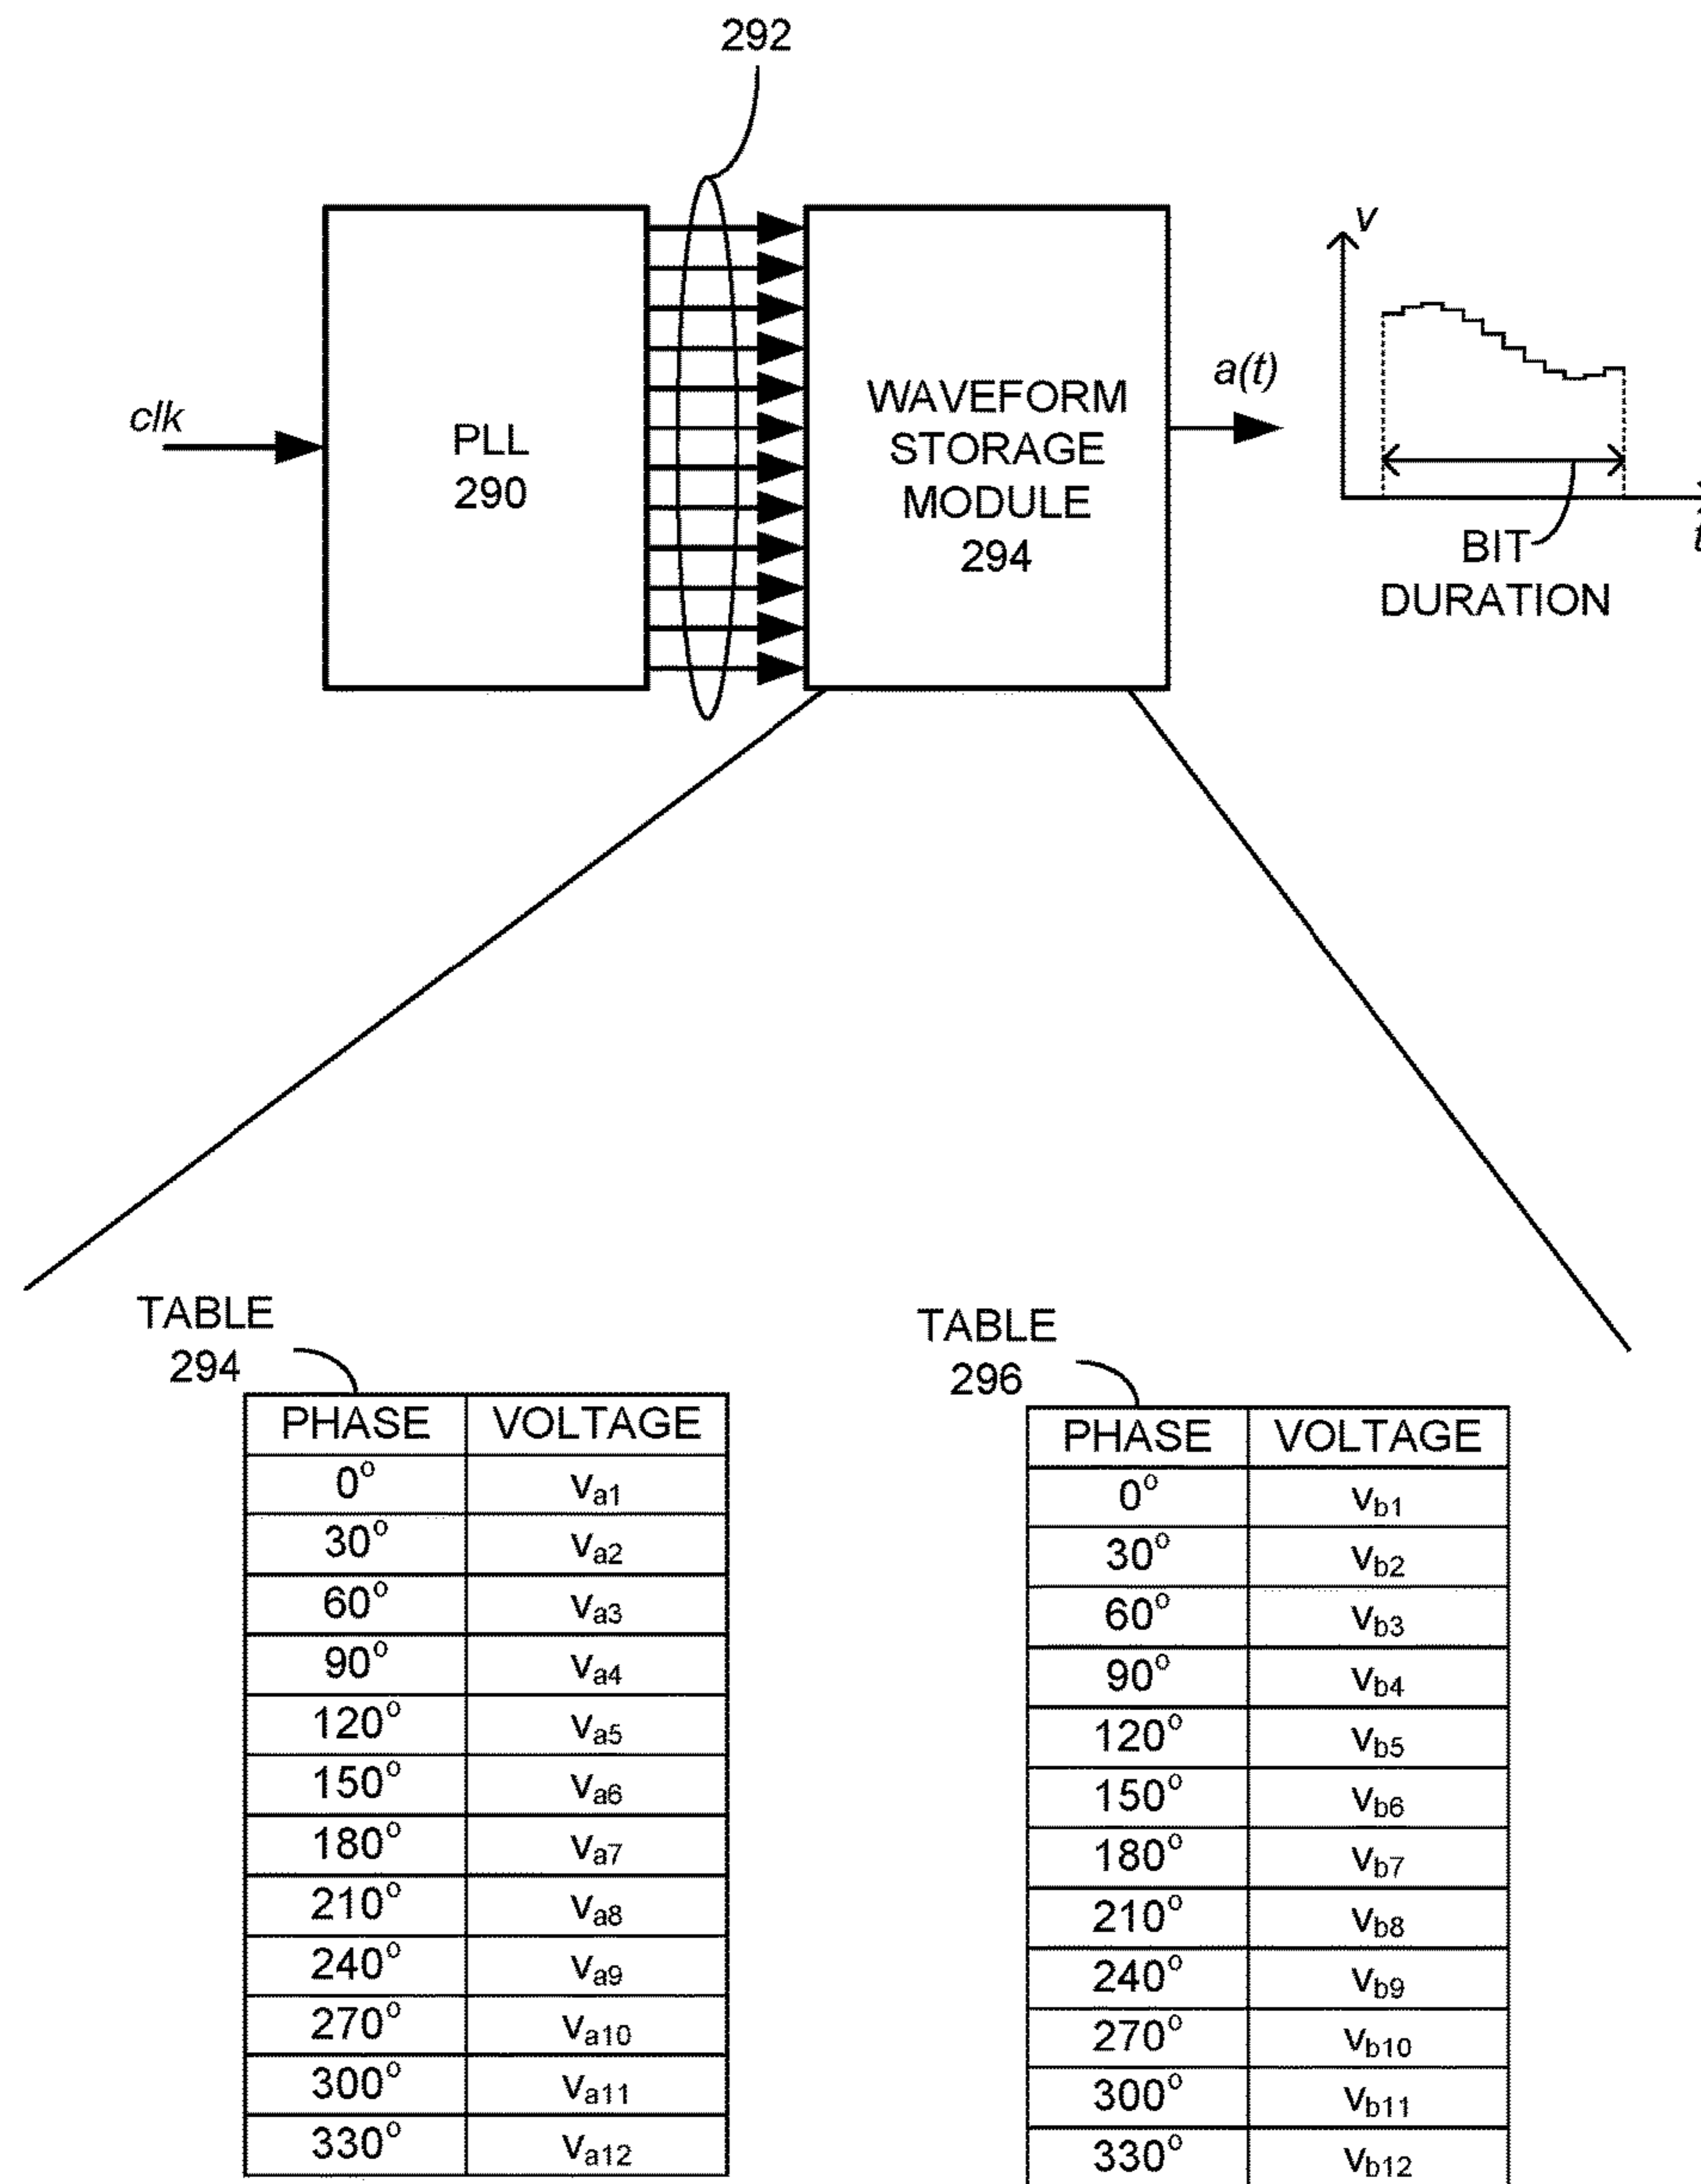 292
clk
PLL
290
WAVEFORM
STORAGE
MODULE
294
a(t)
v
t
BIT
DURATION
TABLE
294
PHASE VOLTAGE
0° va1
30° va2
60° va3
90° va4
120° va5
150° va6
180° va7
210° va8
240° va9
270° va10
300° va11
330° va12
TABLE
296
PHASE VOLTAGE
0° vb1
30° vb2
60° vb3
90° vb4
120° vb5
150° vb6
180° vb7
210° vb8
240° vb9
270° vb10
300° vb11
330° vb12